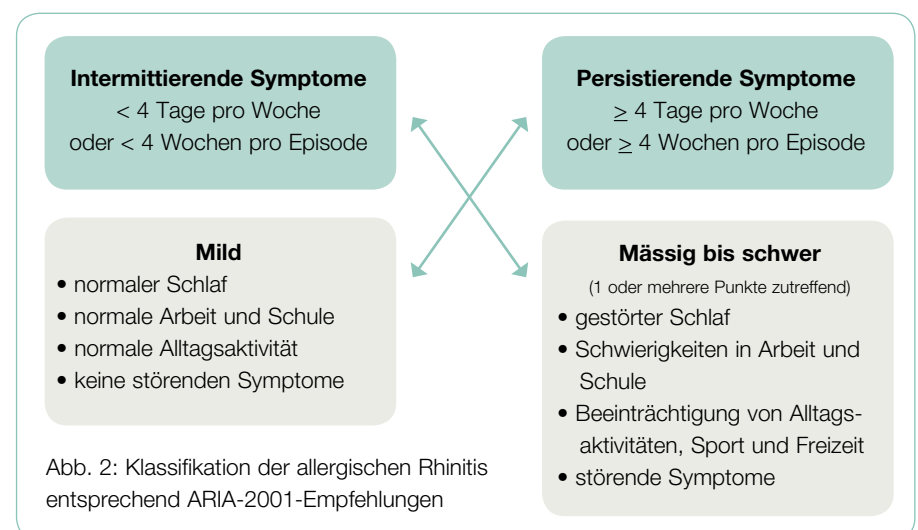 Intermittierende Symptome
< 4 Tage pro Woche
oder < 4 Wochen pro Episode
Persistierende Symptome
≥ 4 Tage pro Woche
oder ≥ 4 Wochen pro Episode
Mild
• normaler Schlaf
• normale Arbeit und Schule
• normale Alltagsaktivität
• keine störenden Symptome
Mässig bis schwer
(1 oder mehrere Punkte zutreffend)
• gestörter Schlaf
• Schwierigkeiten in Arbeit und
Schule
• Beeinträchtigung von Alltags-
aktivitäten, Sport und Freizeit
• störende Symptome
Abb. 2: Klassifikation der allergischen Rhinitis
entsprechend ARIA-2001-Empfehlungen